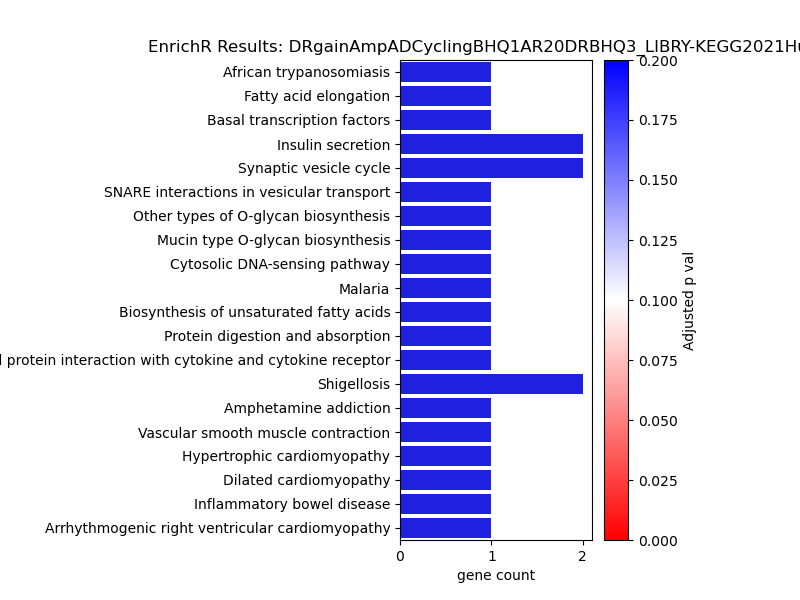 EnrichR Results: DRgainAmpADCyclingBHQ1AR20DRBHQ3_LIBRY-KEGG2021Hu
African trypanosomiasis
Fatty acid elongation
Basal transcription factors
Insulin secretion
Synaptic vesicle cycle
SNARE interactions in vesicular transport
Other types of O-glycan biosynthesis
Mucin type O-glycan biosynthesis
Cytosolic DNA-sensing pathway
Malaria
Biosynthesis of unsaturated fatty acids
Protein digestion and absorption
protein interaction with cytokine and cytokine receptor
Shigellosis
Amphetamine addiction
Vascular smooth muscle contraction
Hypertrophic cardiomyopathy
Dilated cardiomyopathy
Inflammatory bowel disease
Arrhythmogenic right ventricular cardiomyopathy
0 1 2
gene count
0.200
0.175
0.150
0.125
0.100
0.075
0.050
0.025
0.000
Adjusted p val